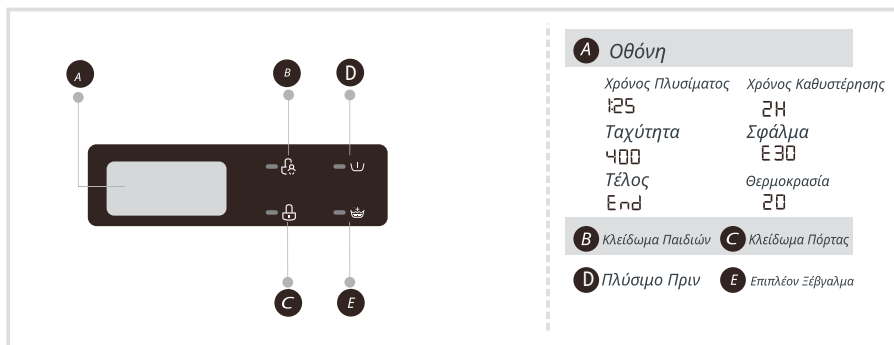 A
B
D
C
E
A Οθόνη
Χρόνος Πλυσίματος Χρόνος Καθυστέρησης
1:25 2H
Ταχύτητα Σφάλμα
400 E30
Τέλος Θερμοκρασία
End 20
B Κλείδωμα Παιδιών C Κλείδωμα Πόρτας
D Πλύσιμο Πριν E Επιπλέον Ξέβγαλμα